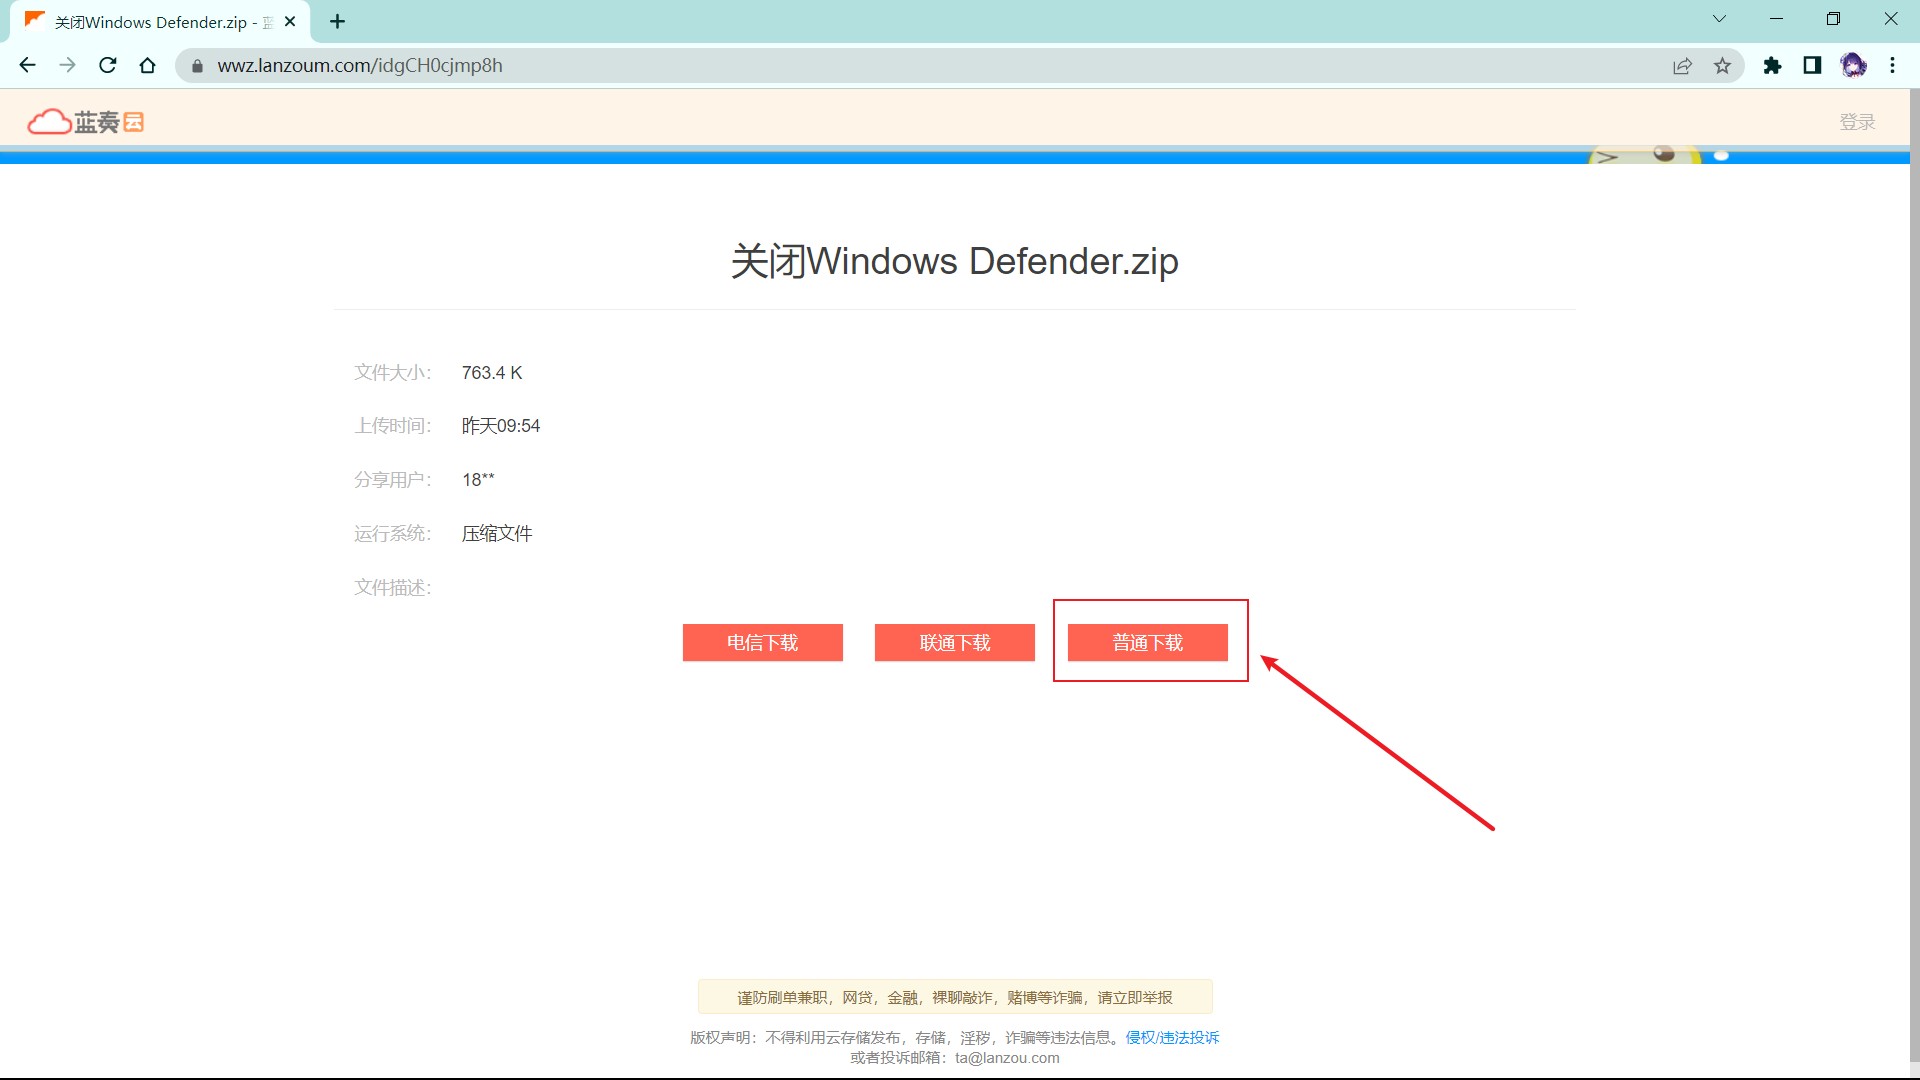 关闭Windows Defender.zip - 蓝
wwz.lanzoum.com/idgCH0cjmp8h
蓝奏云
登录
关闭Windows Defender.zip
文件大小： 763.4 K
上传时间： 昨天09:54
分享用户： 18**
运行系统： 压缩文件
文件描述：
电信下载 联通下载 普通下载
谨防刷单兼职，网贷，金融，裸聊敲诈，赌博等诈骗，请立即举报
版权声明：不得利用云存储发布，存储，淫秽，诈骗等违法信息。侵权/违法投诉
或者投诉邮箱：ta@lanzou.com